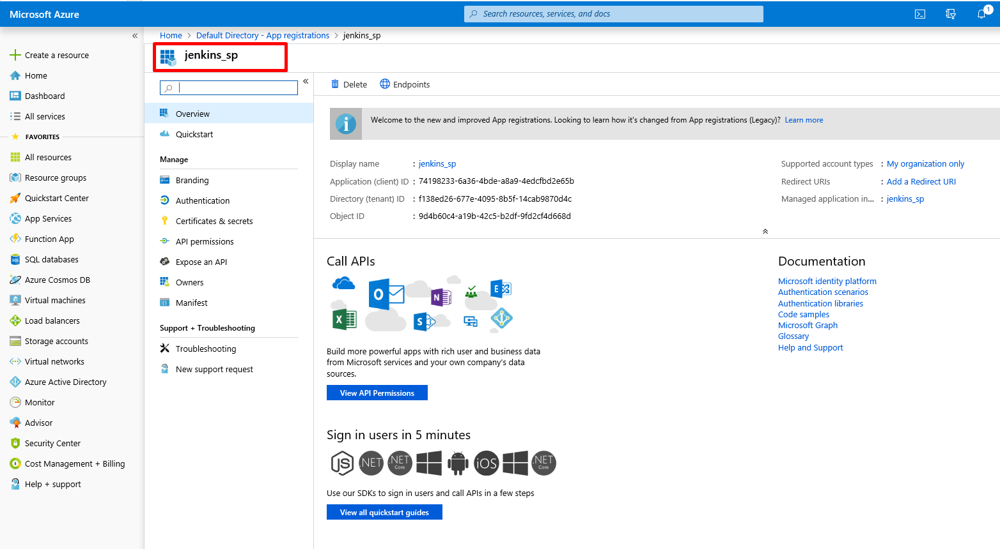 Microsoft Azure
Search resources, services, and docs
1
«
Create a resource
Home
Dashboard
All services
FAVORITES
All resources
Resource groups
Quickstart Center
App Services
Function App
SQL databases
Azure Cosmos DB
Virtual machines
Load balancers
Storage accounts
Virtual networks
Azure Active Directory
Monitor
Advisor
Security Center
Cost Management + Billing
Help + support
Home > Default Directory - App registrations > jenkins_sp
jenkins_sp
«
Overview
Quickstart
Manage
Branding
Authentication
Certificates & secrets
API permissions
Expose an API
Owners
Manifest
Support + Troubleshooting
Troubleshooting
New support request
Delete Endpoints
Welcome to the new and improved App registrations. Looking to learn how it's changed from App registrations (Legacy)? Learn more
Display name : jenkins_sp
Application (client) ID : 74198233-6a36-4bde-a8a9-4edcfbd2e65b
Directory (tenant) ID : f138ed26-677e-4095-8b5f-14cab9870d4c
Object ID : 9d4b60c4-a19b-42c5-b2df-9fd2cf4d668d
Supported account types : My organization only
Redirect URIs : Add a Redirect URI
Managed application in... : jenkins_sp
Call APIs
Build more powerful apps with rich user and business data
from Microsoft services and your own company's data
sources.
View API Permissions
Sign in users in 5 minutes
JS .NET .NET Core iOS .NET Core
Use our SDKs to sign in users and call APIs in a few steps
View all quickstart guides
Documentation
Microsoft identity platform
Authentication scenarios
Authentication libraries
Code samples
Microsoft Graph
Glossary
Help and Support